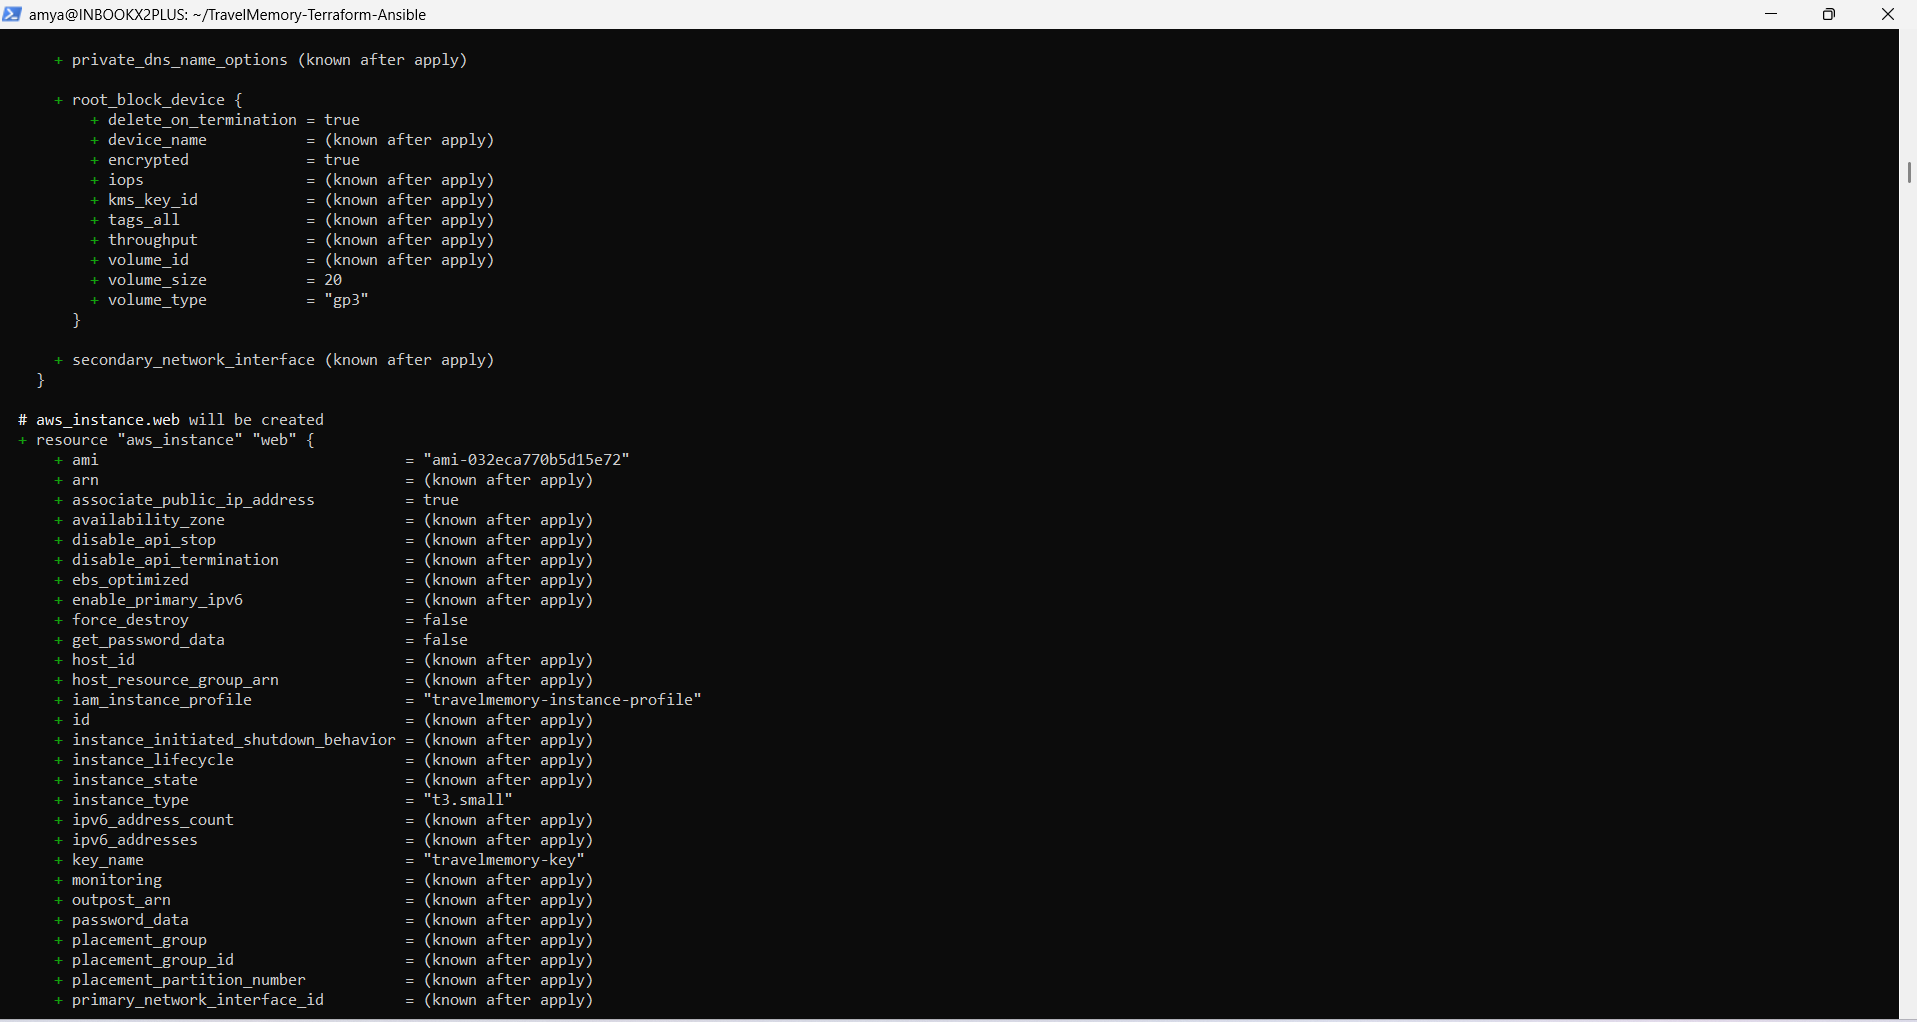 amya@INBOOKX2PLUS: ~/TravelMemory-Terraform-Ansible
+ private_dns_name_options (known after apply)
+ root_block_device {
+ delete_on_termination = true
+ device_name = (known after apply)
+ encrypted = true
+ iops = (known after apply)
+ kms_key_id = (known after apply)
+ tags_all = (known after apply)
+ throughput = (known after apply)
+ volume_id = (known after apply)
+ volume_size = 20
+ volume_type = "gp3"
}
+ secondary_network_interface (known after apply)
}
# aws_instance.web will be created
+ resource "aws_instance" "web" {
+ ami = "ami-032eca770b5d15e72"
+ arn = (known after apply)
+ associate_public_ip_address = true
+ availability_zone = (known after apply)
+ disable_api_stop = (known after apply)
+ disable_api_termination = (known after apply)
+ ebs_optimized = (known after apply)
+ enable_primary_ipv6 = (known after apply)
+ force_destroy = false
+ get_password_data = false
+ host_id = (known after apply)
+ host_resource_group_arn = (known after apply)
+ iam_instance_profile = "travelmemory-instance-profile"
+ id = (known after apply)
+ instance_initiated_shutdown_behavior = (known after apply)
+ instance_lifecycle = (known after apply)
+ instance_state = (known after apply)
+ instance_type = "t3.small"
+ ipv6_address_count = (known after apply)
+ ipv6_addresses = (known after apply)
+ key_name = "travelmemory-key"
+ monitoring = (known after apply)
+ outpost_arn = (known after apply)
+ password_data = (known after apply)
+ placement_group = (known after apply)
+ placement_group_id = (known after apply)
+ placement_partition_number = (known after apply)
+ primary_network_interface_id = (known after apply)